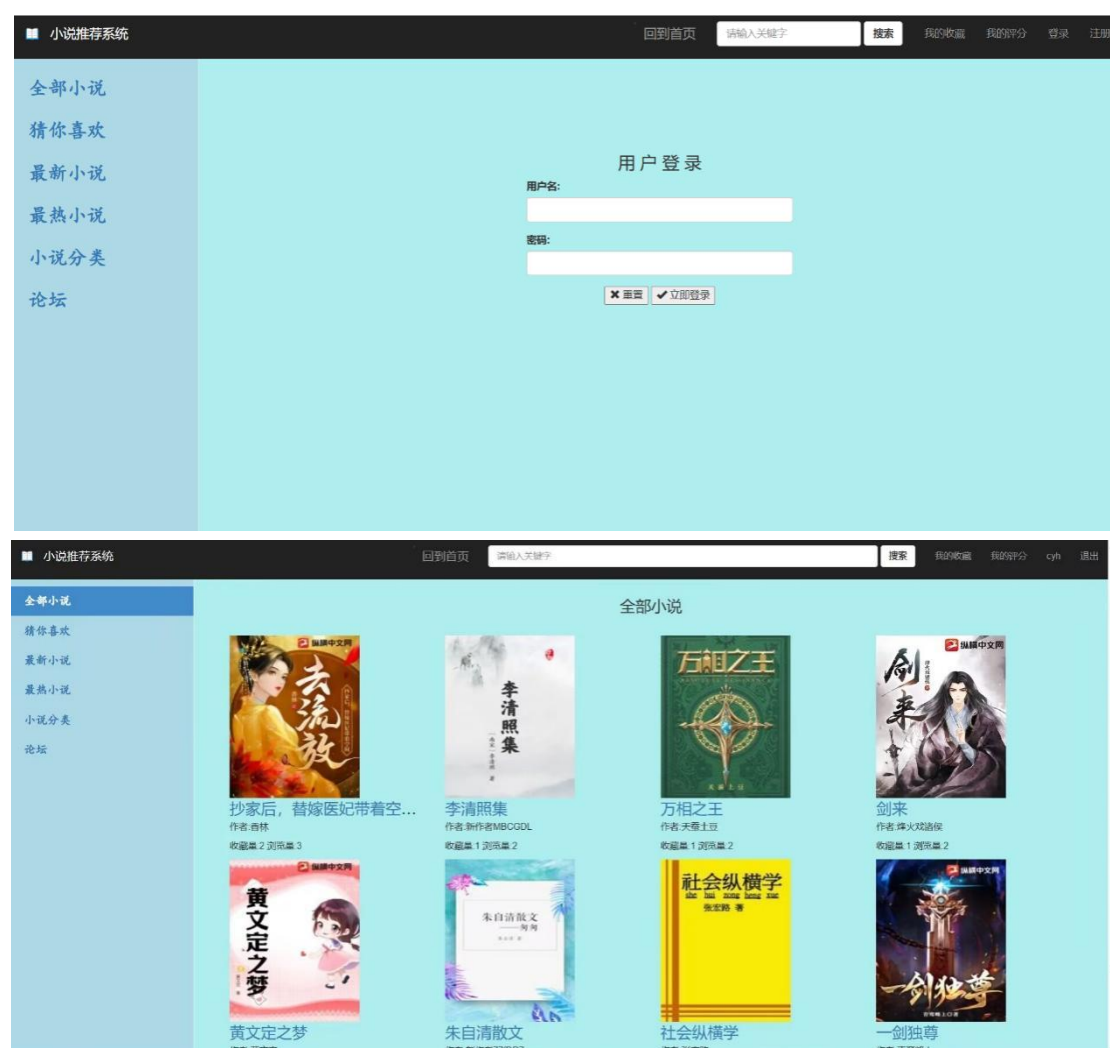 小说推荐系统 回到首页 请输入关键字 搜索 我的收藏 我的评分 登录 注册
全部小说
猜你喜欢
最新小说
最热小说
小说分类
论坛
用户登录
用户名:
密码:
重置 立即登录
小说推荐系统 回到首页 请输入关键字 搜索 我的收藏 我的评分 cyh 退出
全部小说
猜你喜欢
最新小说
最热小说
小说分类
论坛
全部小说
纵横中文网
去流放
李清照集
万相之王
天蚕土豆
纵横中文网
剑来
抄家后，替嫁医妃带着空...
作者:香林
收藏量:2 浏览量:3
李清照集
作者:新作者MBCGDL
收藏量:1 浏览量:2
万相之王
作者:天蚕土豆
收藏量:1 浏览量:2
剑来
作者:烽火戏诸侯
收藏量:1 浏览量:2
纵横中文网
黄文定之梦
朱自清散文
——匆匆
社会纵横学
she hui zong heng xue
张宏路 著
纵横中文网
一剑独尊
黄文定之梦
朱自清散文
社会纵横学
一剑独尊